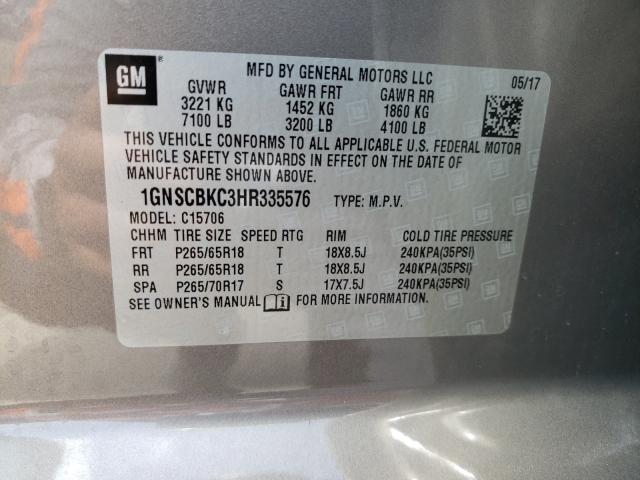 GM ®
MFD BY GENERAL MOTORS LLC 05/17
GVWR GAWR FRT GAWR RR
3221 KG 1452 KG 1860 KG
7100 LB 3200 LB 4100 LB
THIS VEHICLE CONFORMS TO ALL APPLICABLE U.S. FEDERAL MOTOR
VEHICLE SAFETY STANDARDS IN EFFECT ON THE DATE OF
MANUFACTURE SHOWN ABOVE.
1GNSCBKC3HR335576 TYPE: M.P.V.
MODEL: C15706
CHHM TIRE SIZE SPEED RTG RIM COLD TIRE PRESSURE
FRT P265/65R18 T 18X8.5J 240KPA(35PSI)
RR P265/65R18 T 18X8.5J 240KPA(35PSI)
SPA P265/70R17 S 17X7.5J 240KPA(35PSI)
SEE OWNER'S MANUAL FOR MORE INFORMATION.